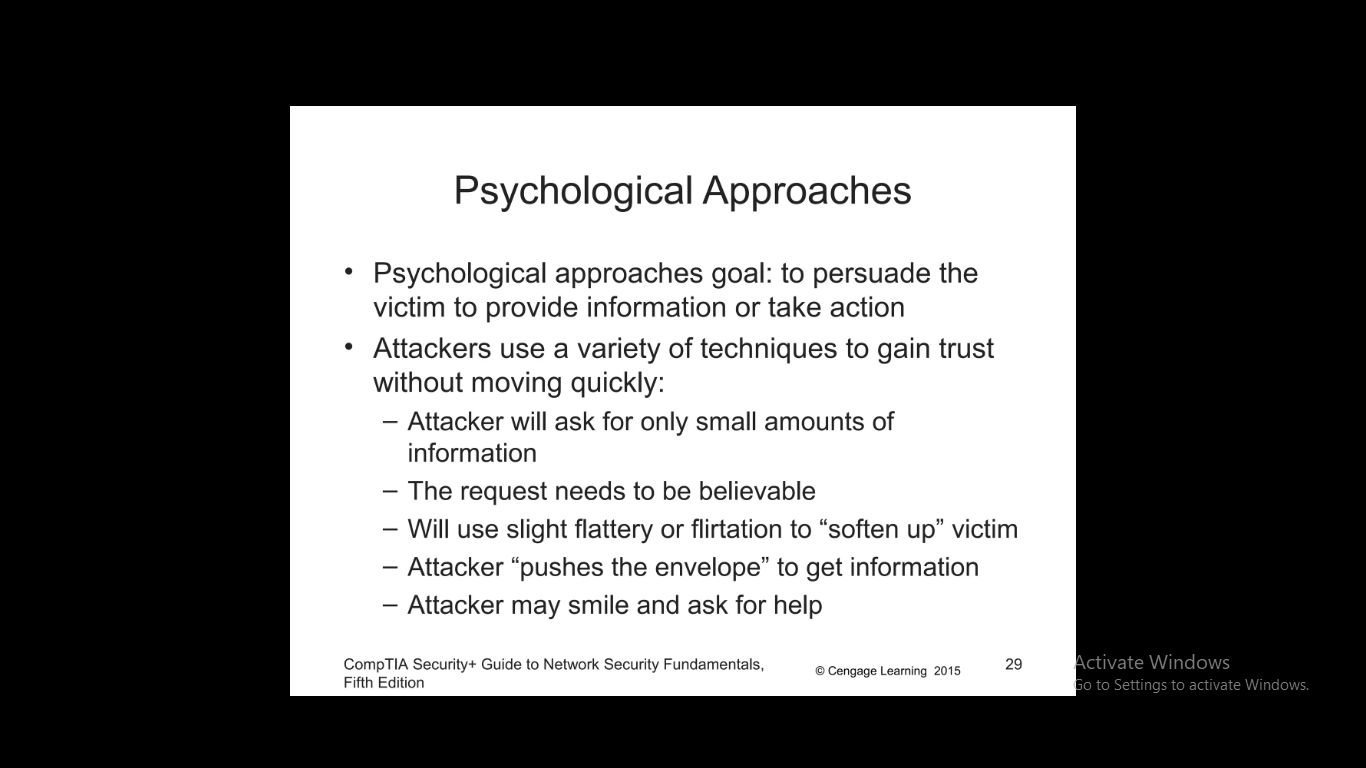 Psychological Approaches
• Psychological approaches goal: to persuade the
victim to provide information or take action
• Attackers use a variety of techniques to gain trust
without moving quickly:
– Attacker will ask for only small amounts of
information
– The request needs to be believable
– Will use slight flattery or flirtation to “soften up” victim
– Attacker “pushes the envelope” to get information
– Attacker may smile and ask for help
CompTIA Security+ Guide to Network Security Fundamentals,
Fifth Edition
© Cengage Learning 2015
29
Activate Windows
Go to Settings to activate Windows.